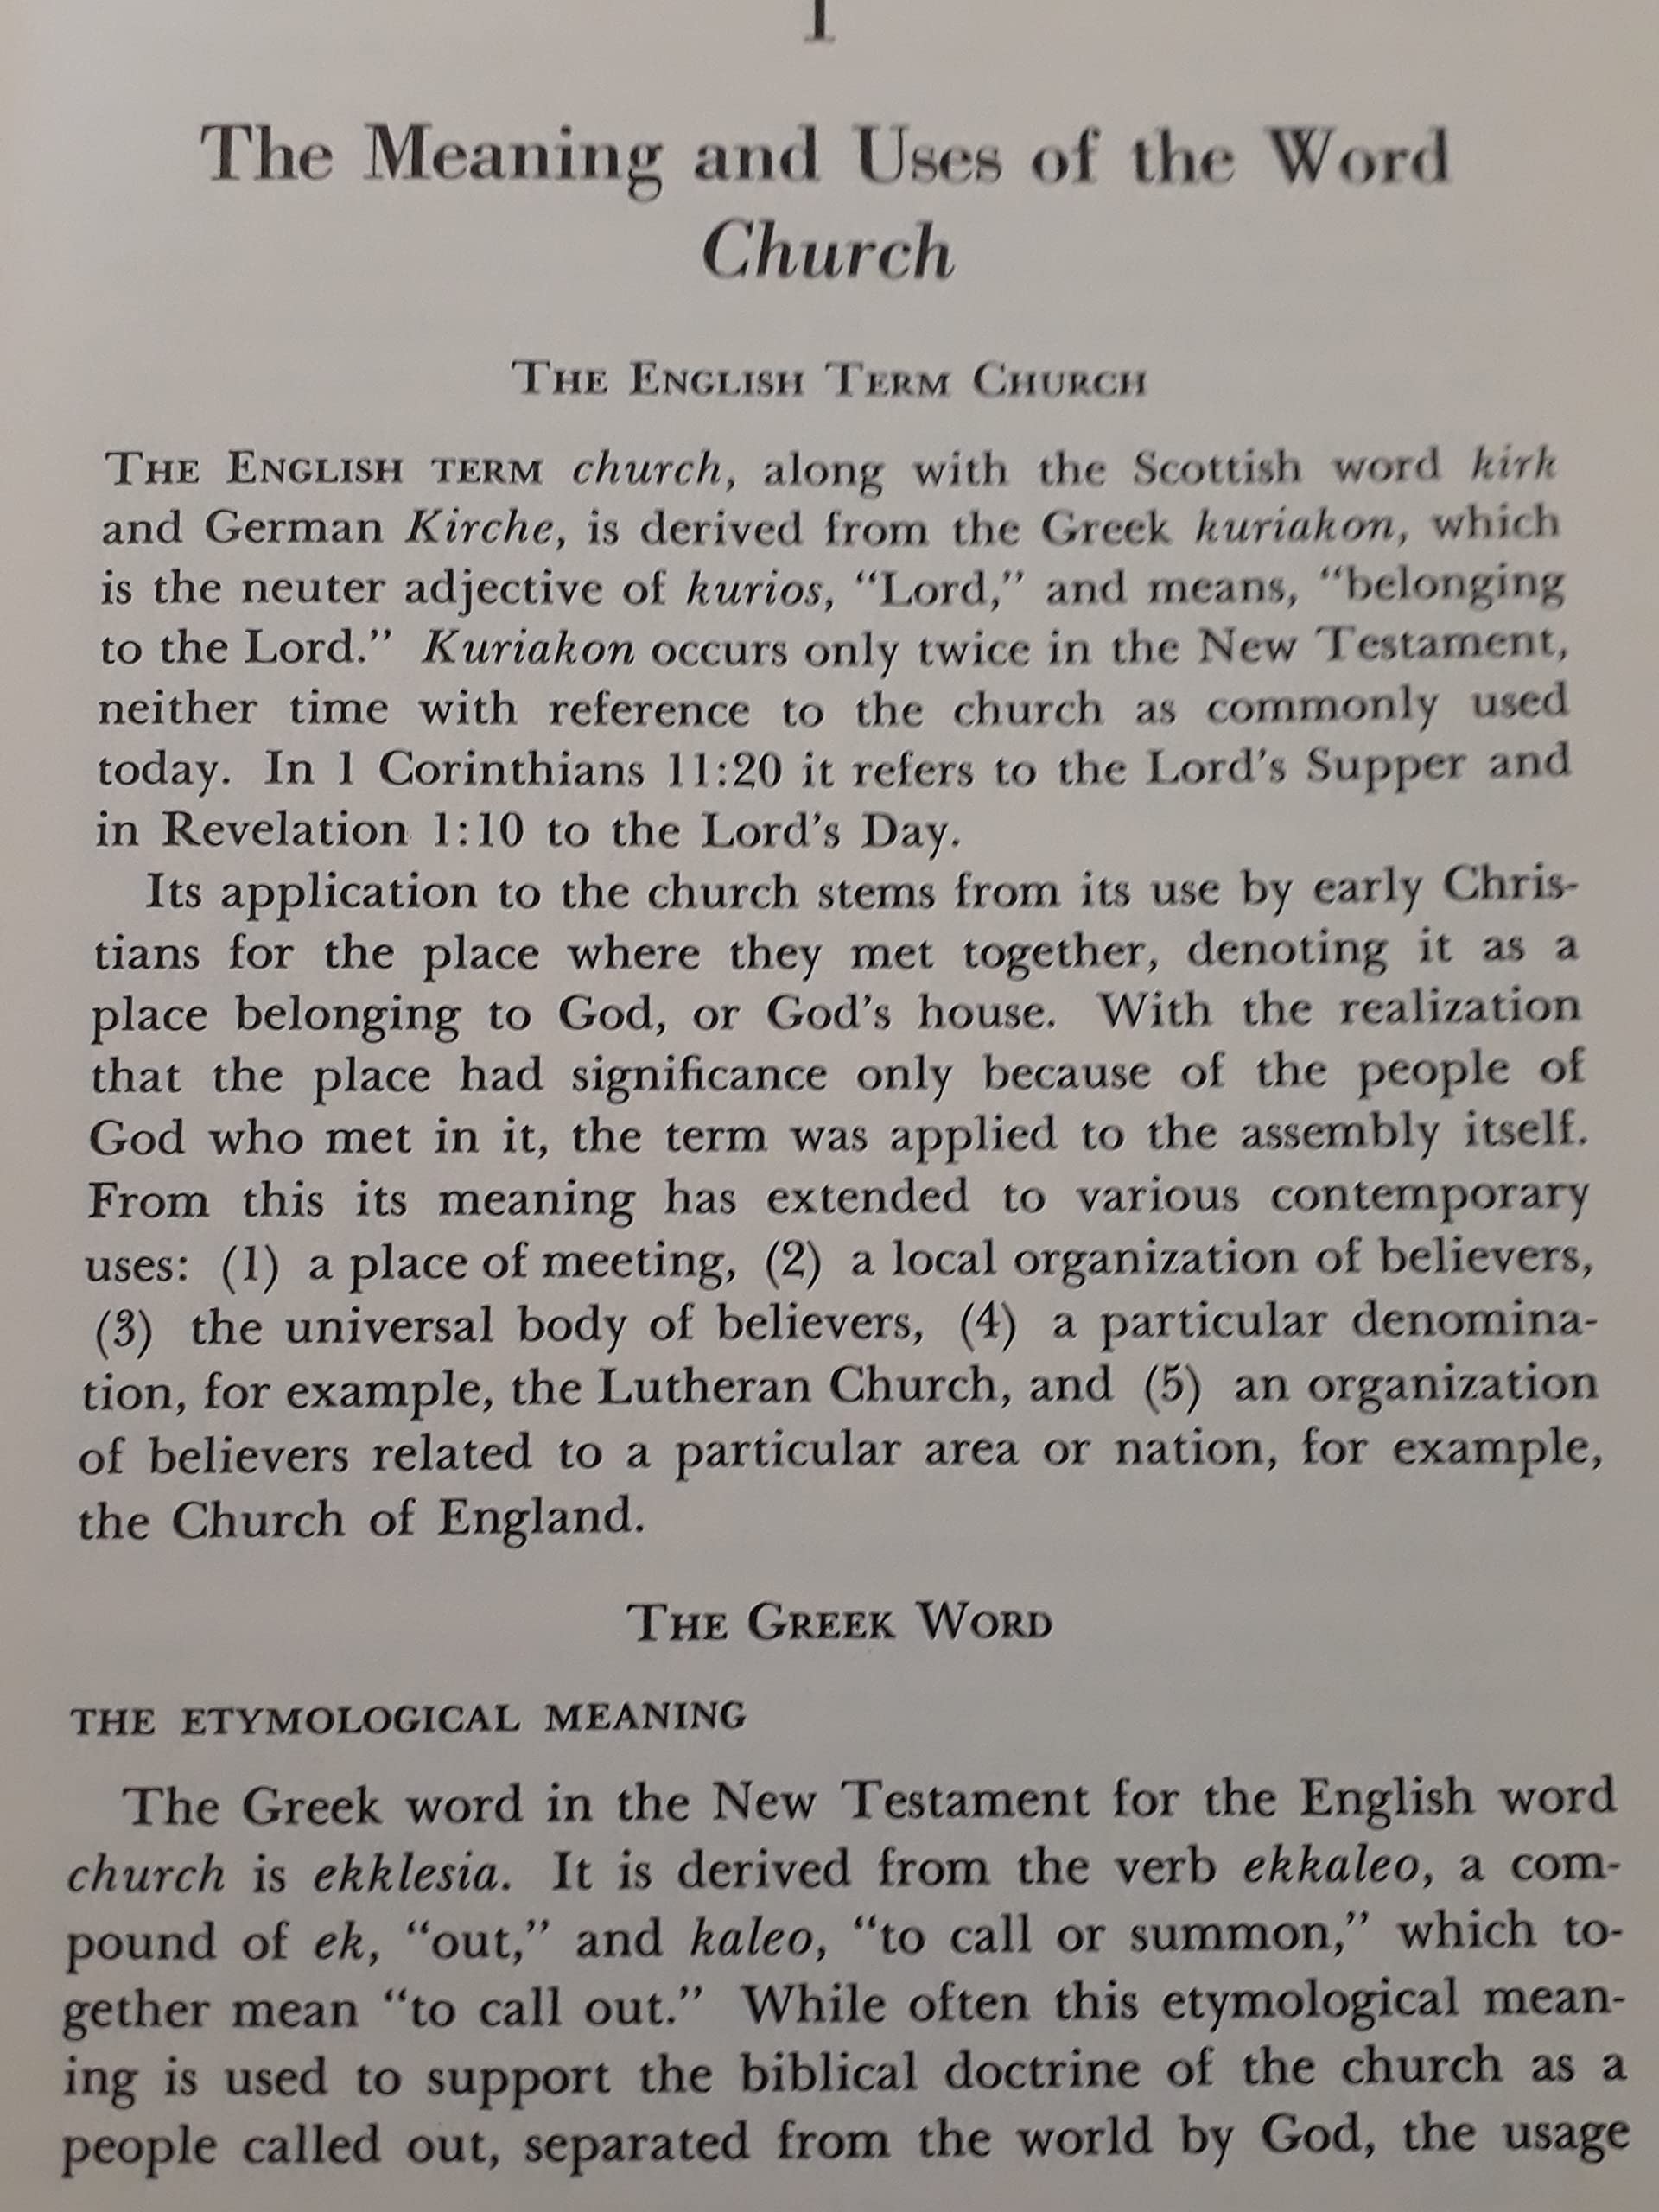 1
The Meaning and Uses of the Word
Church
THE ENGLISH TERM CHURCH
THE ENGLISH TERM church, along with the Scottish word kirk
and German Kirche, is derived from the Greek kuriakon, which
is the neuter adjective of kurios, “Lord,” and means, “belonging
to the Lord.” Kuriakon occurs only twice in the New Testament,
neither time with reference to the church as commonly used
today. In 1 Corinthians 11:20 it refers to the Lord’s Supper and
in Revelation 1:10 to the Lord’s Day.
Its application to the church stems from its use by early Chris-
tians for the place where they met together, denoting it as a
place belonging to God, or God’s house. With the realization
that the place had significance only because of the people of
God who met in it, the term was applied to the assembly itself.
From this its meaning has extended to various contemporary
uses: (1) a place of meeting, (2) a local organization of believers,
(3) the universal body of believers, (4) a particular denomina-
tion, for example, the Lutheran Church, and (5) an organization
of believers related to a particular area or nation, for example,
the Church of England.
THE GREEK WORD
THE ETYMOLOGICAL MEANING
The Greek word in the New Testament for the English word
church is ekklesia. It is derived from the verb ekkaleo, a com-
pound of ek, “out,” and kaleo, “to call or summon,” which to-
gether mean “to call out.” While often this etymological mean-
ing is used to support the biblical doctrine of the church as a
people called out, separated from the world by God, the usage